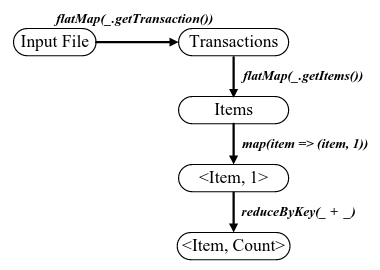 flatMap(_.getTransaction())
Input File
Transactions
flatMap(_.getItems())
Items
map(item => (item, 1))
<Item, 1>
reduceByKey(_ + _)
<Item, Count>